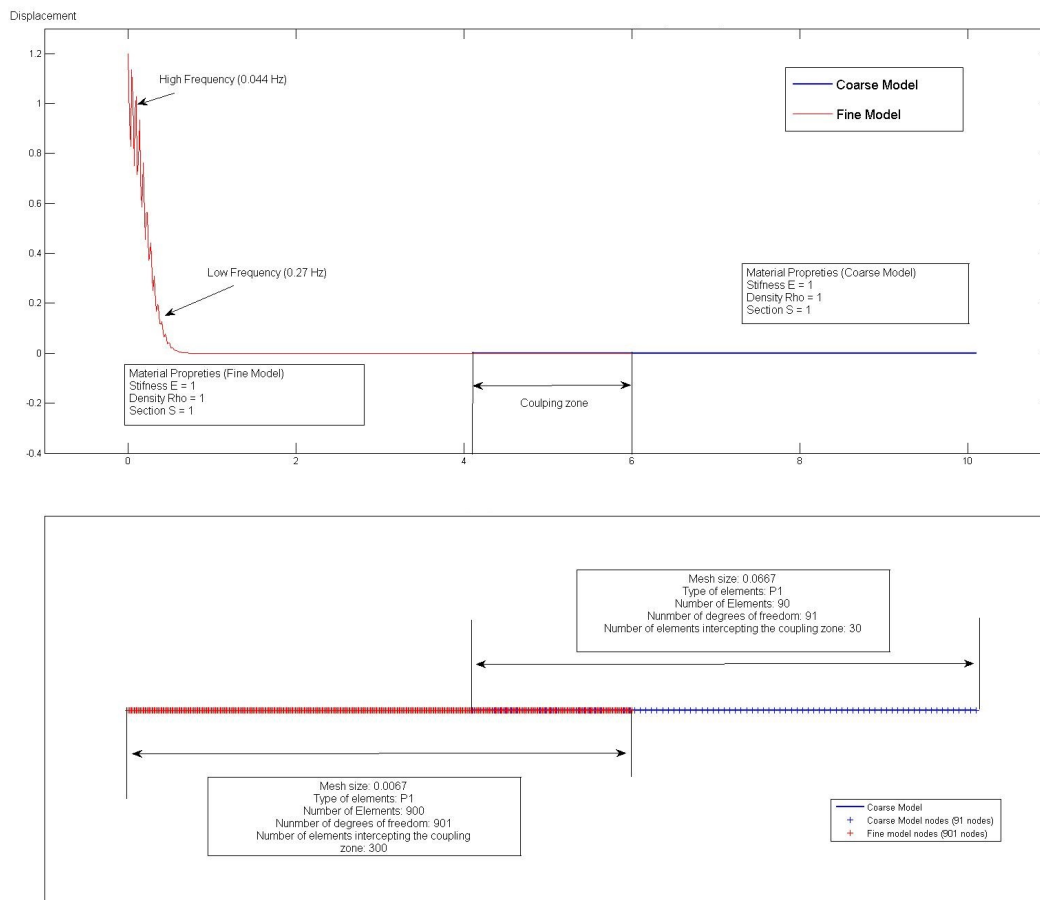 Displacement
1.2
1
0.8
0.6
0.4
0.2
0
-0.2
-0.4
0
2
4
6
8
10
High Frequency (0.044 Hz)
Low Frequency (0.27 Hz)
Coarse Model
Fine Model
Material Propreties (Coarse Model)
Stifness E = 1
Density Rho = 1
Section S = 1
Material Propreties (Fine Model)
Stifness E = 1
Density Rho = 1
Section S = 1
Coulping zone
Mesh size: 0.0667
Type of elements: P1
Number of Elements: 90
Nunmber of degrees of freedom: 91
Number of elements intercepting the coupling zone: 30
Mesh size: 0.0067
Type of elements: P1
Number of Elements: 900
Nunmber of degrees of freedom: 901
Number of elements intercepting the coupling
zone: 300
Coarse Model
Coarse Model nodes (91 nodes)
Fine model nodes (901 nodes)